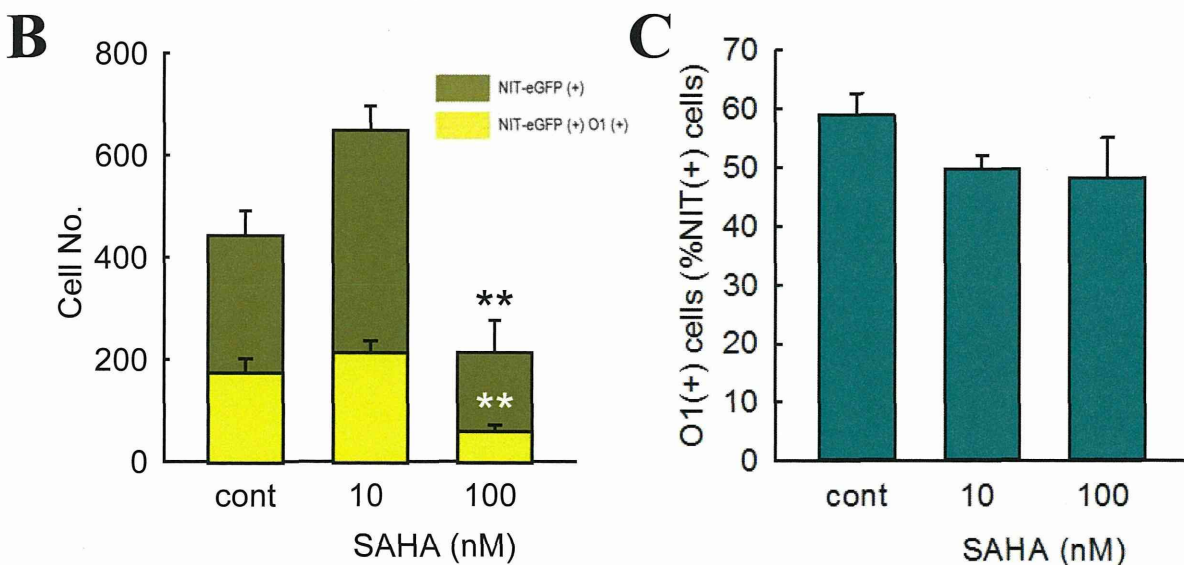 B
800
600
400
200
0
Cell No.
NIT-eGFP (+)
NIT-eGFP (+) O1 (+)
**
**
cont 10 100
SAHA (nM)
C
70
60
50
40
30
20
10
0
O1(+) cells (%NIT(+) cells)
cont 10 100
SAHA (nM)